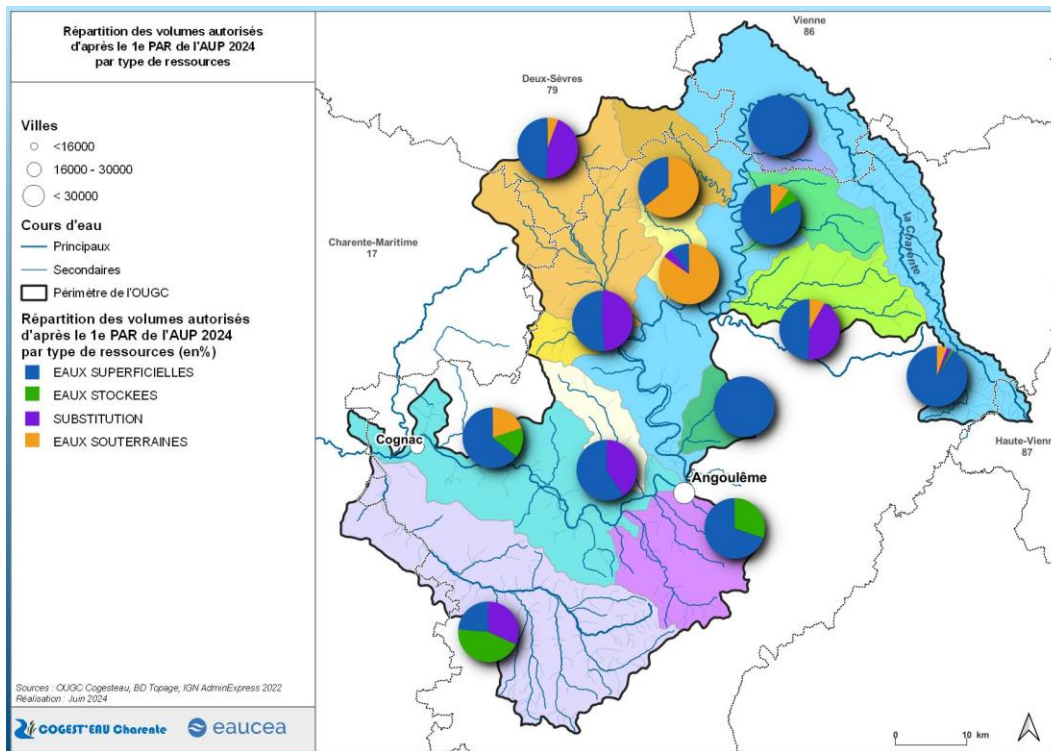 Répartition des volumes autorisés
d'après le 1e PAR de l'AUP 2024
par type de ressources
Villes
<16000
16000 - 30000
< 30000
Cours d'eau
Principaux
Secondaires
Périmètre de l'OUGC
Répartition des volumes autorisés
d'après le 1e PAR de l'AUP 2024
par type de ressources (en%)
EAUX SUPERFICIELLES
EAUX STOCKEES
SUBSTITUTION
EAUX SOUTERRAINES
Sources : OUGC Cogesteau, BD Topage, IGN AdminExpress 2022
Réalisation : Juin 2024
COGEST'EAU Charente
eaucea
Vienne
86
Deux-Sèvres
79
Charente-Maritime
17
la Charente
Cognac
Haute-Vienn
87
Angoulême
0 10 km